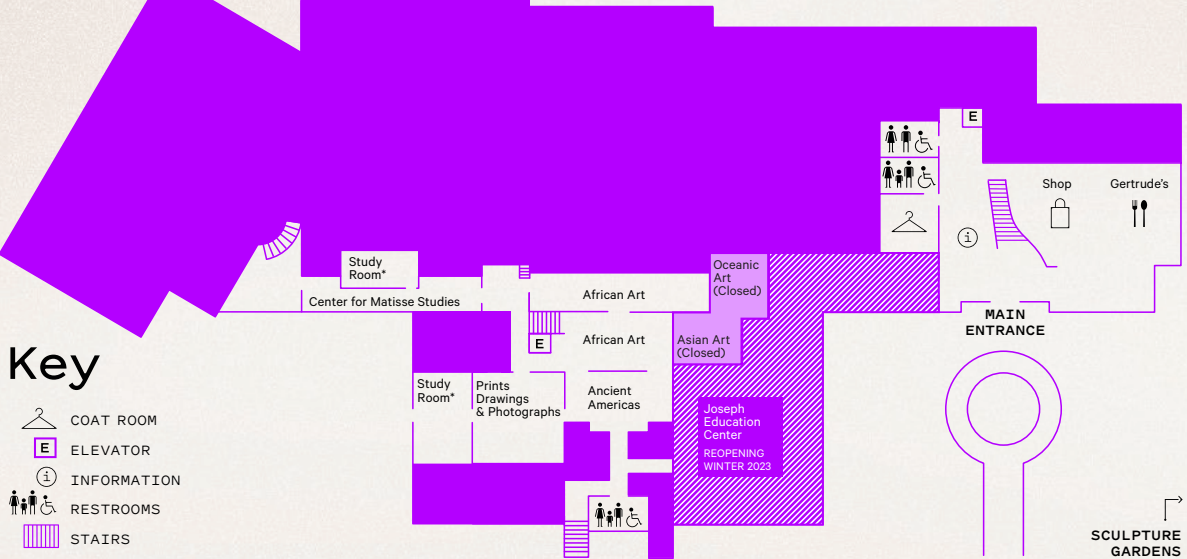 E
Shop
Gertrude's
i
Study
Room*
Center for Matisse Studies
African Art
Oceanic
Art
(Closed)
MAIN
ENTRANCE
E
African Art
Asian Art
(Closed)
Study
Room*
Prints
Drawings
& Photographs
Ancient
Americas
Joseph
Education
Center
REOPENING
WINTER 2023
Key
COAT ROOM
E ELEVATOR
i INFORMATION
RESTROOMS
STAIRS
SCULPTURE
GARDENS